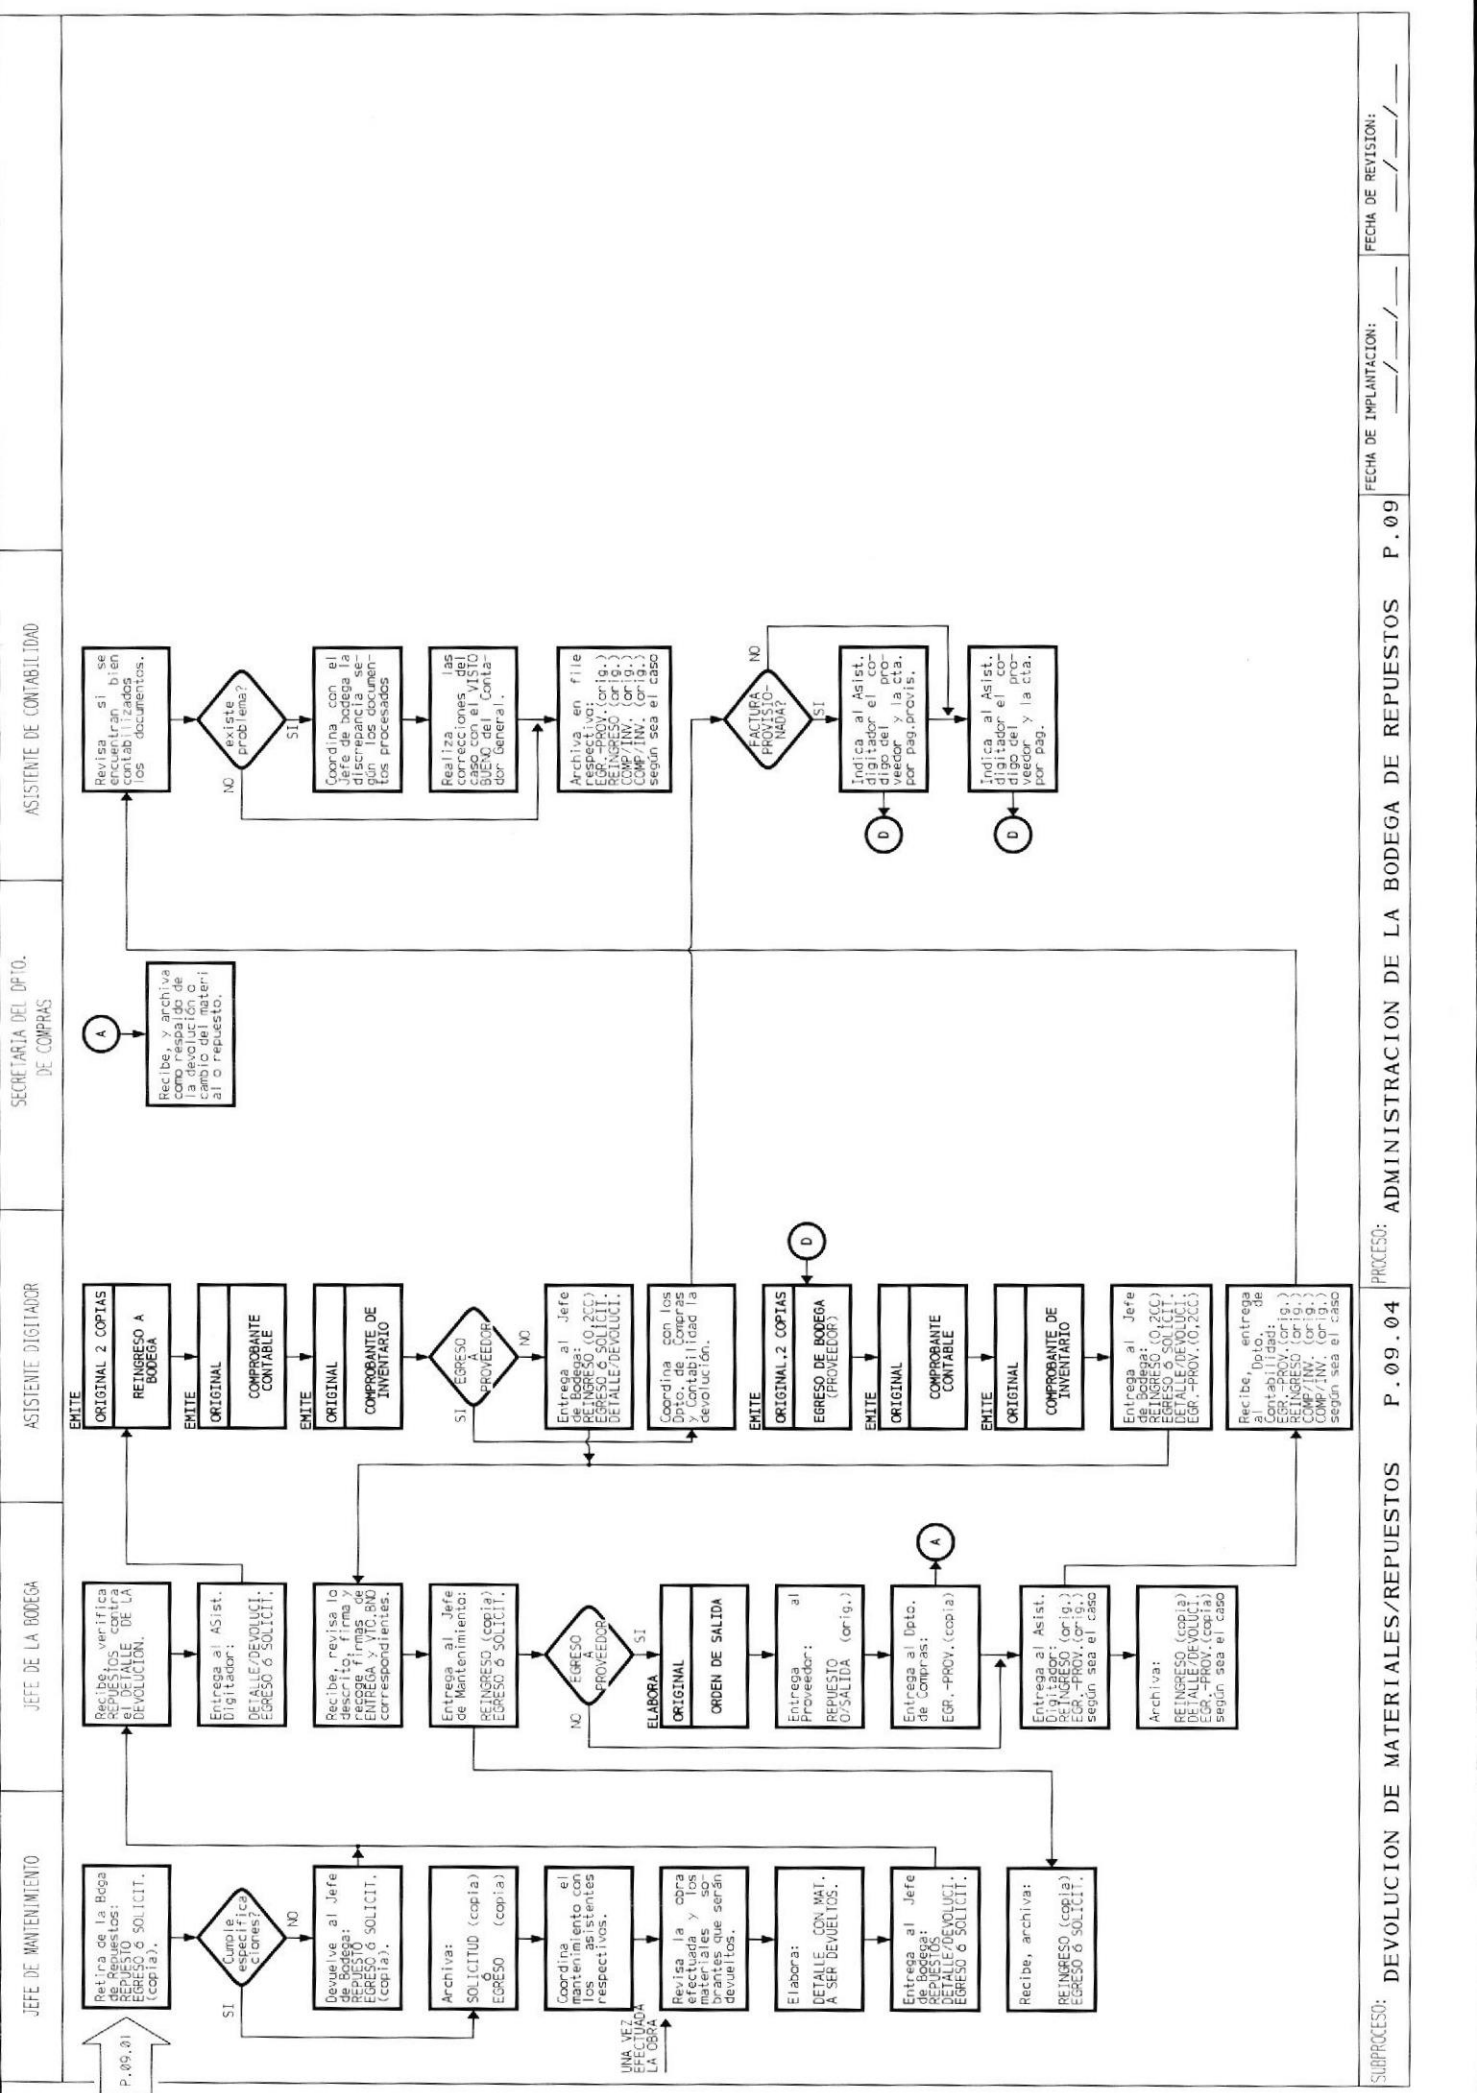 JEFE DE MANTENIMIENTO
JEFE DE LA BODEGA
ASISTENTE DIGITADOR
SECRETARIA DEL DPTO.
DE COMPRAS
ASISTENTE DE CONTABILIDAD
P.09.01
Retira de la Bdga
de Repuestos:
REPUESTO
EGRESO ó SOLICIT.
(copia).
Cumple
especifica
ciones?
SI
NO
Devuelve al Jefe
de Bodega:
REPUESTO
EGRESO ó SOLICIT.
(copia).
Archiva:
SOLICITUD (copia)
ó
EGRESO (copia)
Coordina el
mantenimiento con
los asistentes
respectivos.
UNA VEZ
EFECTUADA
LA OBRA
Revisa la obra
efectuada y los
materiales so-
brantes que serán
devueltos.
Elabora:
DETALLE CON MAT.
A SER DEVUELTOS.
Entrega al Jefe
de Bodega:
REPUESTOS
DETALLE/DEVOLUCI.
EGRESO ó SOLICIT.
Recibe, archiva:
REINGRESO (copia)
EGRESO ó SOLICIT.
Recibe, verifica
REPUESTOS contra
el DETALLE DE LA
DEVOLUCION.
Entrega al ASist.
Digitador:
DETALLE/DEVOLUCI.
EGRESO ó SOLICIT.
Recibe, revisa lo
descrito, firma y
recoge firmas de
ENTREGA y VTO.BNO
correspondientes.
Entrega al Jefe
de Mantenimiento:
REINGRESO (copia)
EGRESO ó SOLICIT.
EGRESO
A
PROVEEDOR
NO
SI
ELABORA
ORIGINAL
ORDEN DE SALIDA
Entrega al
Proveedor:
REPUESTO
O/SALIDA (orig.)
Entrega al Dpto.
de Compras:
EGR.-PROV.(copia)
A
Entrega al Asist.
Digitador:
REINGRESO (orig.)
EGR.-PROV.(orig.)
según sea el caso
Archiva:
REINGRESO (copia)
DETALLE/DEVOLUCI.
EGR.-PROV.(copia)
según sea el caso
EMITE
ORIGINAL 2 COPIAS
REINGRESO A
BODEGA
EMITE
ORIGINAL
COMPROBANTE
CONTABLE
EMITE
ORIGINAL
COMPROBANTE DE
INVENTARIO
EGRESO
A
PROVEEDOR
SI
NO
Entrega al Jefe
de Bodega:
REINGRESO (O,2CC)
EGRESO ó SOLICIT.
DETALLE/DEVOLUCI.
Coordina con los
Dpto. de Compras
y Contabilidad la
devolución.
EMITE
ORIGINAL.2 COPIAS
EGRESO DE BODEGA
(PROVEEDOR)
D
EMITE
ORIGINAL
COMPROBANTE
CONTABLE
EMITE
ORIGINAL
COMPROBANTE DE
INVENTARIO
Entrega al Jefe
de Bodega:
REINGRESO (O,2CC)
EGRESO ó SOLICIT.
DETALLE/DEVOLUCI.
EGR.-PROV.(O,2CC)
Recibe, entrega
al Dpto. de
Contabilidad:
EGR.-PROV.(orig.)
REINGRESO (orig.)
COMP/INV. (orig.)
COMP/INV. (orig.)
según sea el caso
A
Recibe, y archiva
como respaldo de
la devolución o
cambio del materi
al o repuesto.
Revisa si se
encuentran bien
contabilizados
los documentos.
existe
problema?
NO
SI
Coordina con el
Jefe de bodega la
discrepancia se-
gún los documen-
tos procesados
Realiza las
correcciones del
caso con el VISTO
BUENO del Conta-
dor General.
Archiva en file
respectivo:
EGR.-PROV.(orig.)
REINGRESO (orig.)
COMP/INV. (orig.)
COMP/INV. (orig.)
según sea el caso
FACTURA
PROVISIO-
NADA?
NO
SI
Indica al Asist.
digitador el có-
digo del pro-
veedor y la cta.
por pag.provis.
D
Indica al Asist.
digitador el có-
digo del pro-
veedor y la cta.
por pag.
D
SUBPROCESO: DEVOLUCION DE MATERIALES/REPUESTOS P.09.04
PROCESO: ADMINISTRACION DE LA BODEGA DE REPUESTOS P.09
FECHA DE IMPLANTACION:
___/___/___
FECHA DE REVISION:
___/___/___